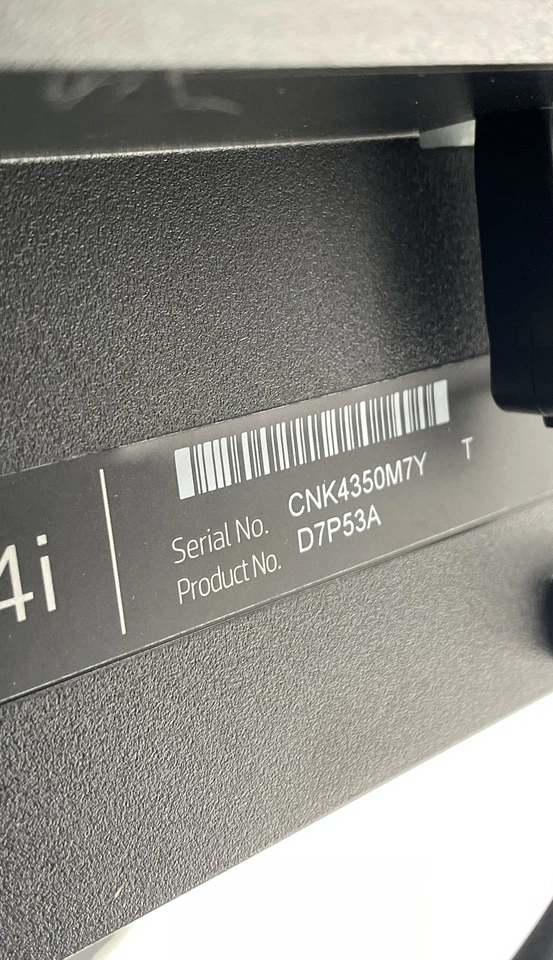 4i
Serial No. CNK4350M7Y T
Product No. D7P53A